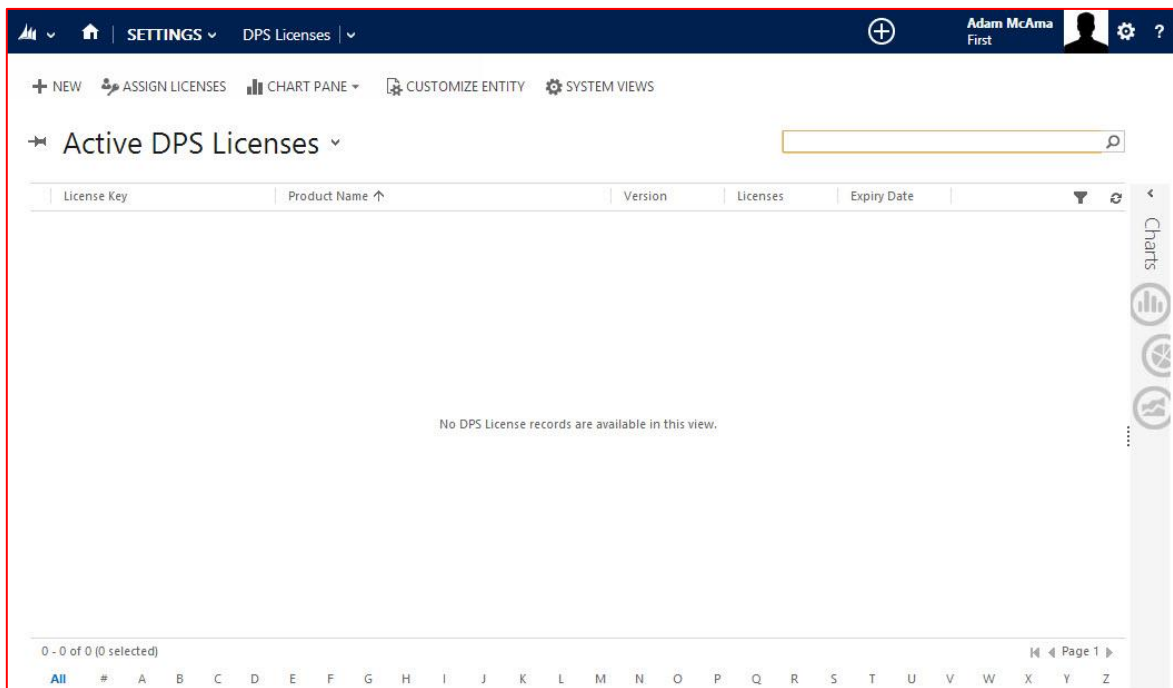 SETTINGS DPS Licenses Adam McAma
First ?
NEW ASSIGN LICENSES CHART PANE CUSTOMIZE ENTITY SYSTEM VIEWS
Active DPS Licenses
License Key Product Name ↑ Version Licenses Expiry Date
Charts
No DPS License records are available in this view.
0 - 0 of 0 (0 selected) Page 1
All # A B C D E F G H I J K L M N O P Q R S T U V W X Y Z